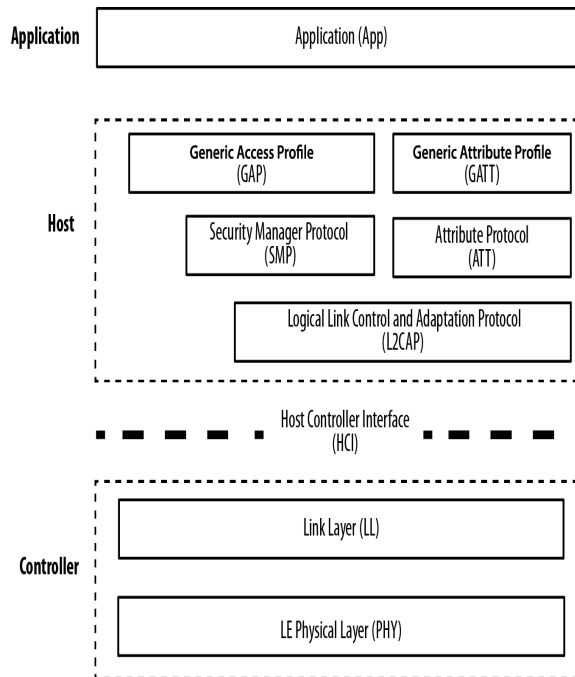 Application
Application (App)
Generic Access Profile
(GAP)
Generic Attribute Profile
(GATT)
Host
Security Manager Protocol
(SMP)
Attribute Protocol
(ATT)
Logical Link Control and Adaptation Protocol
(L2CAP)
Host Controller Interface
(HCI)
Link Layer (LL)
Controller
LE Physical Layer (PHY)